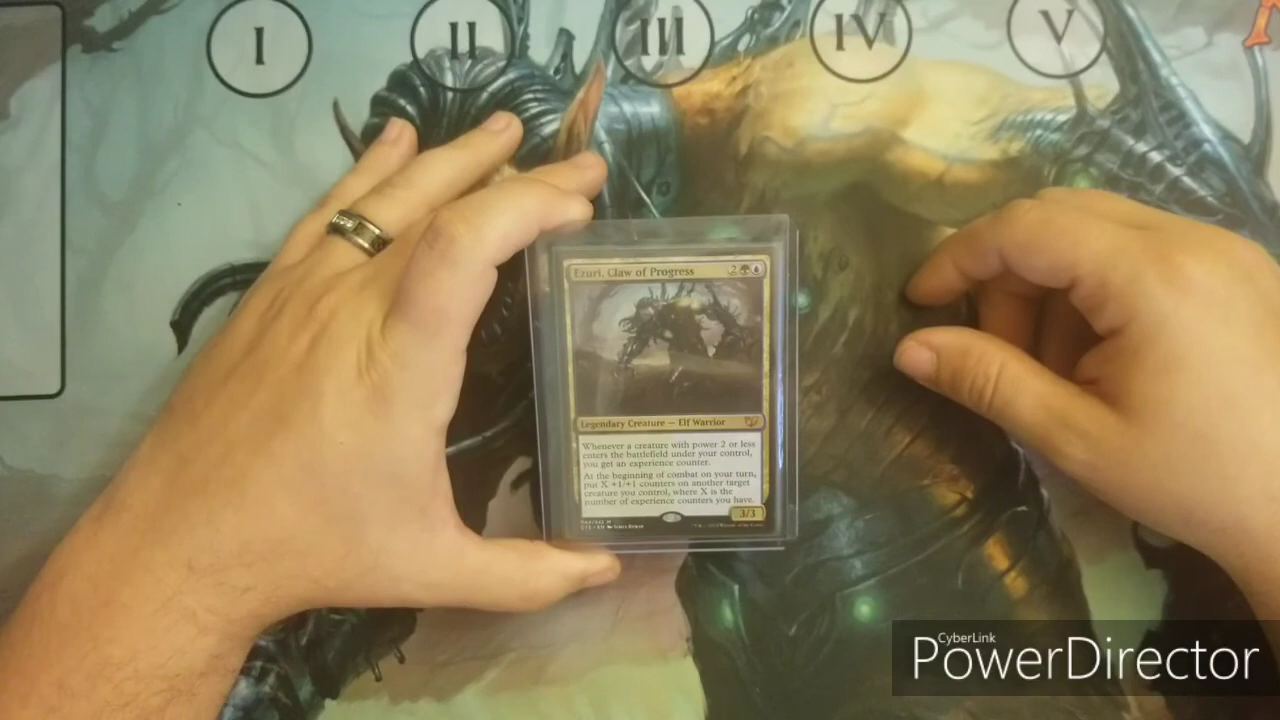 I II III IV V
Ezuri, Claw of Progress 2
Legendary Creature — Elf Warrior
Whenever a creature with power 2 or less
enters the battlefield under your control,
you get an experience counter.
At the beginning of combat on your turn,
put X +1/+1 counters on another target
creature you control, where X is the
number of experience counters you have.
3/3
CyberLink
PowerDirector